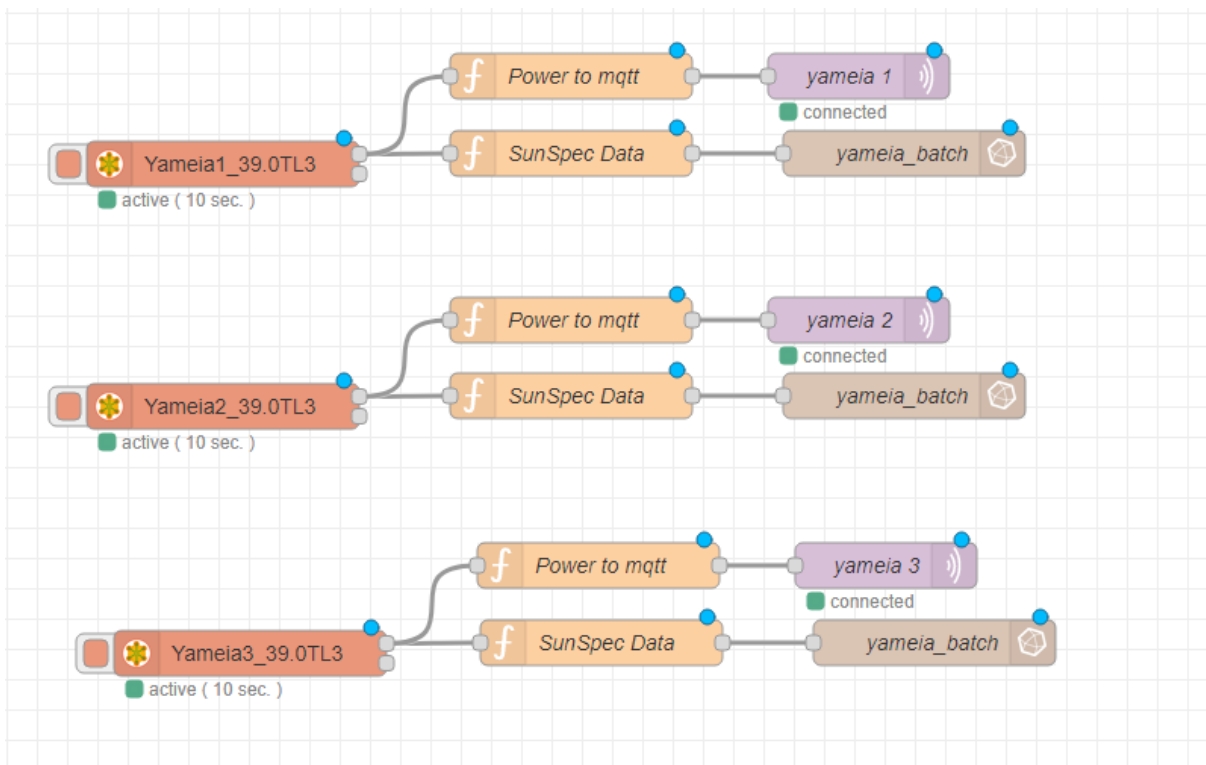 Power to mqtt
yameia 1
connected
Yameia1_39.0TL3
SunSpec Data
yameia_batch
active ( 10 sec. )
Power to mqtt
yameia 2
connected
Yameia2_39.0TL3
SunSpec Data
yameia_batch
active ( 10 sec. )
Power to mqtt
yameia 3
connected
Yameia3_39.0TL3
SunSpec Data
yameia_batch
active ( 10 sec. )